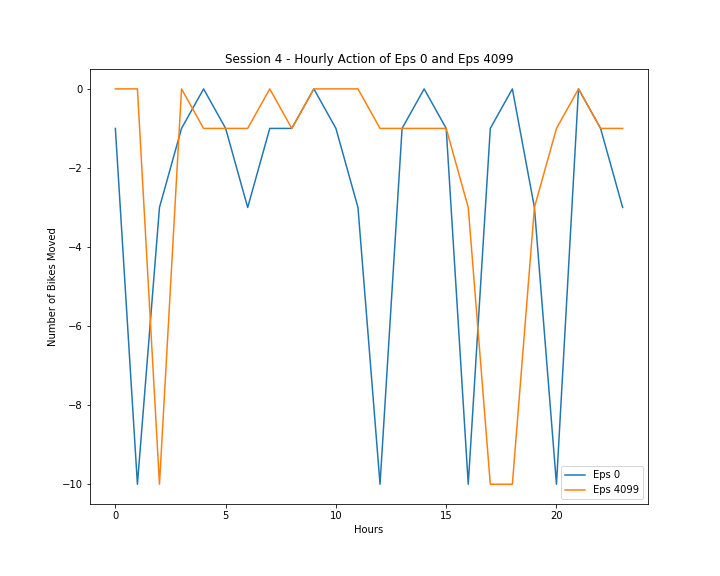 Session 4 - Hourly Action of Eps 0 and Eps 4099
Number of Bikes Moved
0
−2
−4
−6
−8
−10
0 5 10 15 20
Hours
Eps 0
Eps 4099